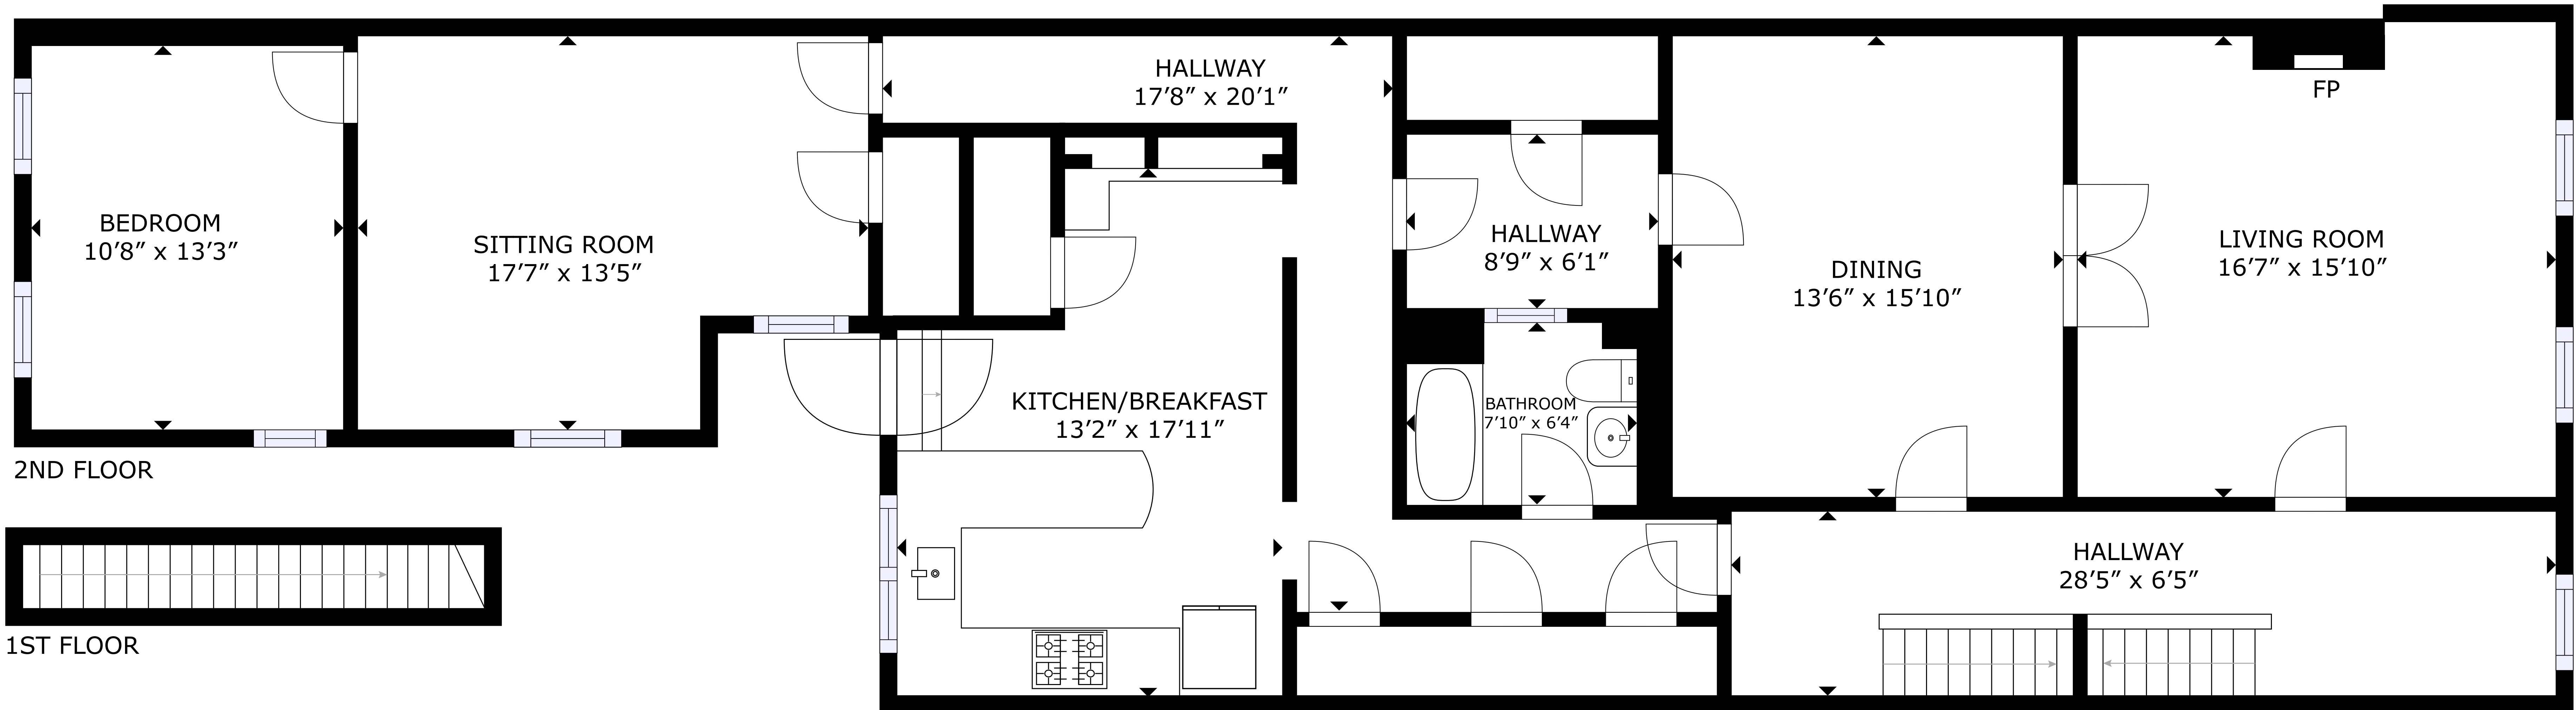 HALLWAY
17’8” x 20’1”
FP
BEDROOM
10’8” x 13’3”
SITTING ROOM
17’7” x 13’5”
HALLWAY
8’9” x 6’1”
DINING
13’6” x 15’10”
LIVING ROOM
16’7” x 15’10”
KITCHEN/BREAKFAST
13’2” x 17’11”
BATHROOM
7’10” x 6’4”
2ND FLOOR
HALLWAY
28’5” x 6’5”
1ST FLOOR